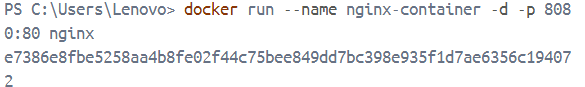 PS C:\Users\Lenovo> docker run --name nginx-container -d -p 808
0:80 nginx
e7386e8fbe5258aa4b8fe02f44c75bee849dd7bc398e935f1d7ae6356c19407
2